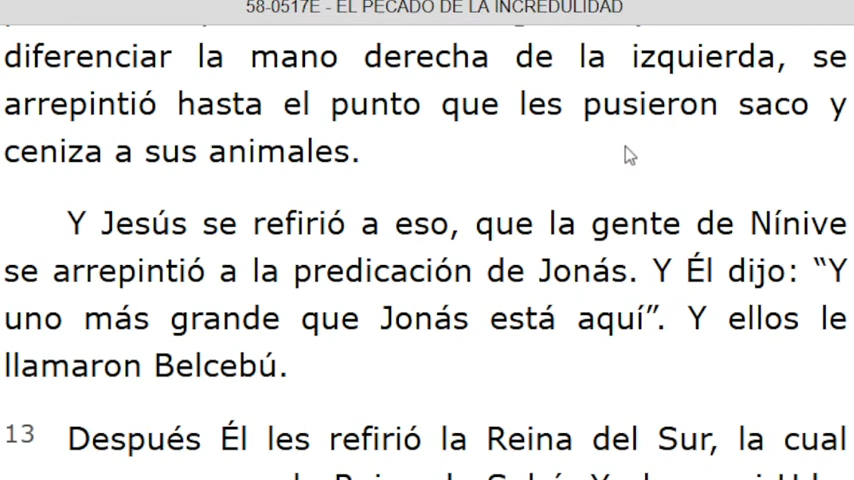 58-0517E - EL PECADO DE LA INCREDULIDAD
diferenciar la mano derecha de la izquierda, se
arrepintió hasta el punto que les pusieron saco y
ceniza a sus animales.
Y Jesús se refirió a eso, que la gente de Nínive
se arrepintió a la predicación de Jonás. Y Él dijo: “Y
uno más grande que Jonás está aquí”. Y ellos le
llamaron Belcebú.
13 Después Él les refirió la Reina del Sur, la cual